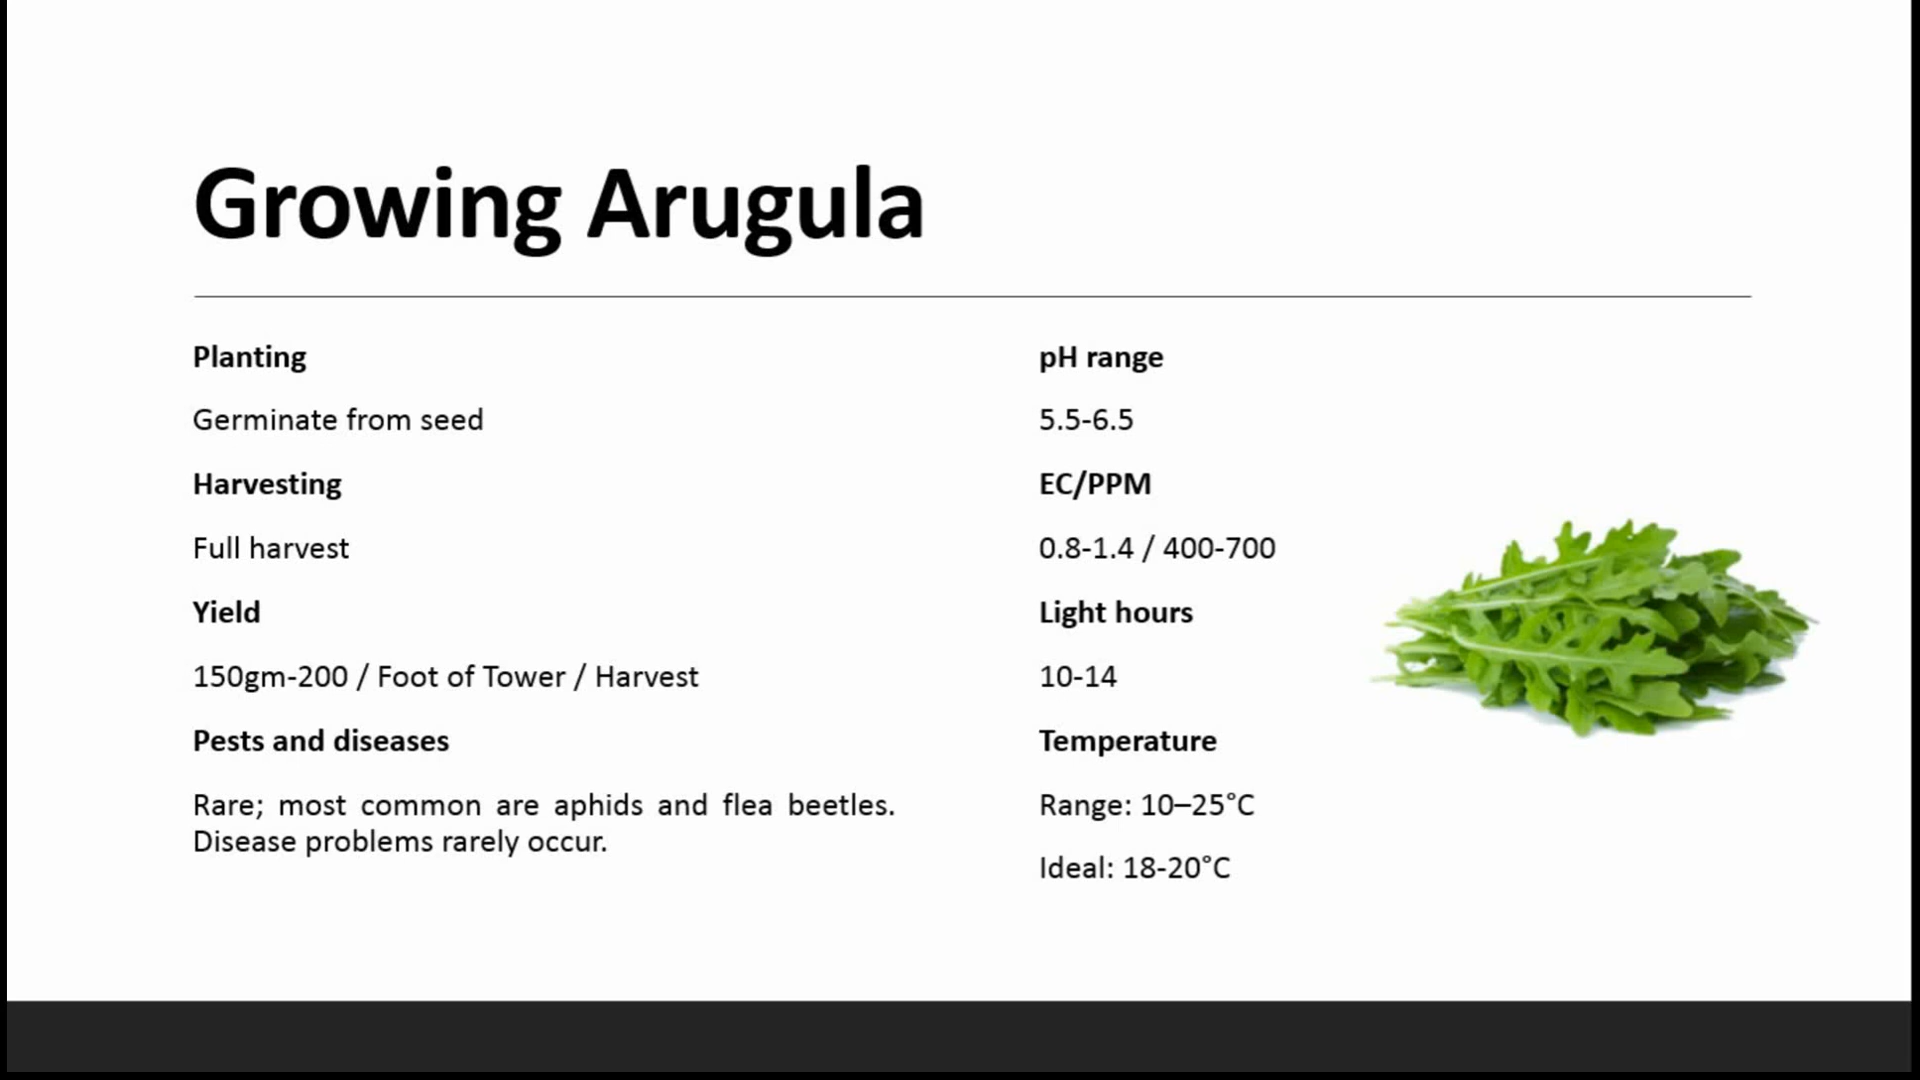 Growing Arugula
Planting
Germinate from seed
Harvesting
Full harvest
Yield
150gm-200 / Foot of Tower / Harvest
Pests and diseases
Rare; most common are aphids and flea beetles.
Disease problems rarely occur.
pH range
5.5-6.5
EC/PPM
0.8-1.4 / 400-700
Light hours
10-14
Temperature
Range: 10–25°C
Ideal: 18-20°C